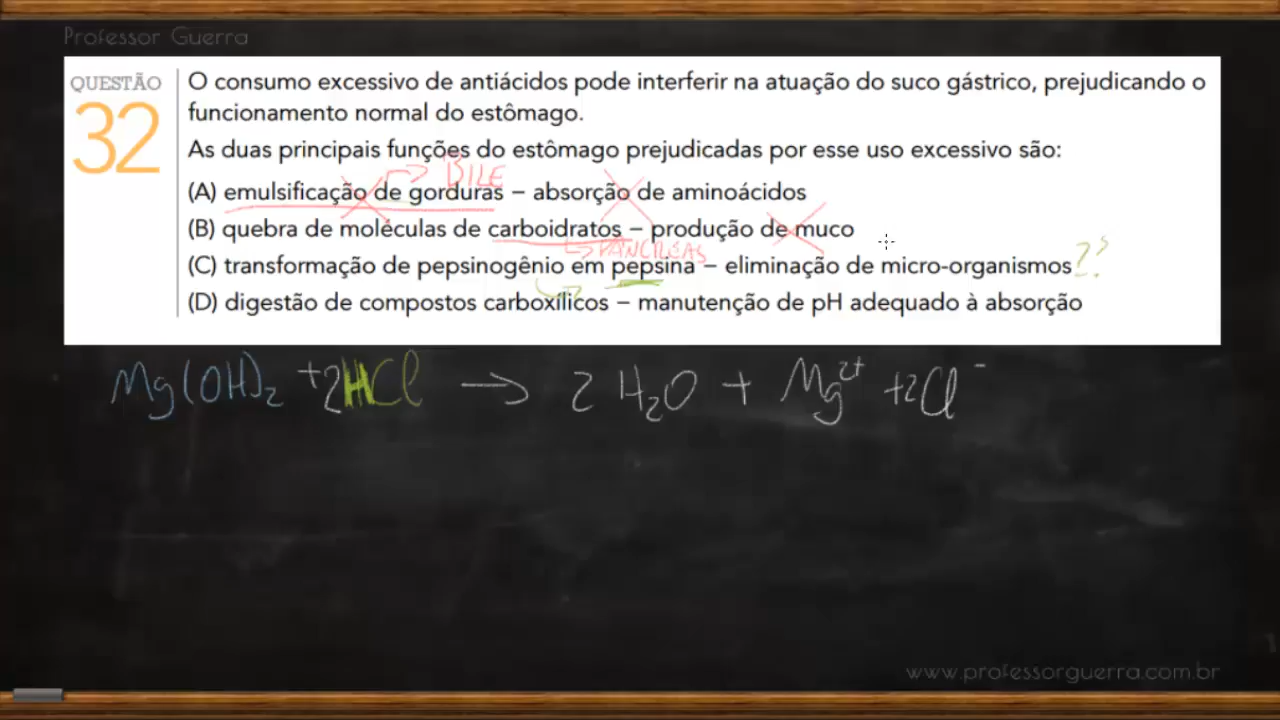 Professor Guerra
QUESTÃO
32
O consumo excessivo de antiácidos pode interferir na atuação do suco gástrico, prejudicando o
funcionamento normal do estômago.
As duas principais funções do estômago prejudicadas por esse uso excessivo são:
BILE
(A) emulsificação de gorduras – absorção de aminoácidos
(B) quebra de moléculas de carboidratos – produção de muco
PÂNCREAS
(C) transformação de pepsinogênio em pepsina – eliminação de micro-organismos ??
(D) digestão de compostos carboxílicos – manutenção de pH adequado à absorção
Mg(OH)2 + 2HCl → 2 H2O + Mg2+ + 2Cl-
www.professorguerra.com.br